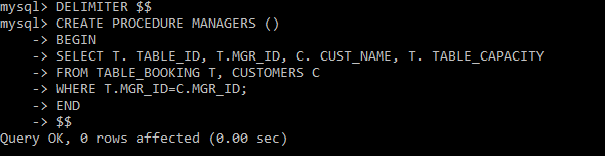 mysql> DELIMITER $$
mysql> CREATE PROCEDURE MANAGERS ()
-> BEGIN
-> SELECT T. TABLE_ID, T.MGR_ID, C. CUST_NAME, T. TABLE_CAPACITY
-> FROM TABLE_BOOKING T, CUSTOMERS C
-> WHERE T.MGR_ID=C.MGR_ID;
-> END
-> $$
Query OK, 0 rows affected (0.00 sec)